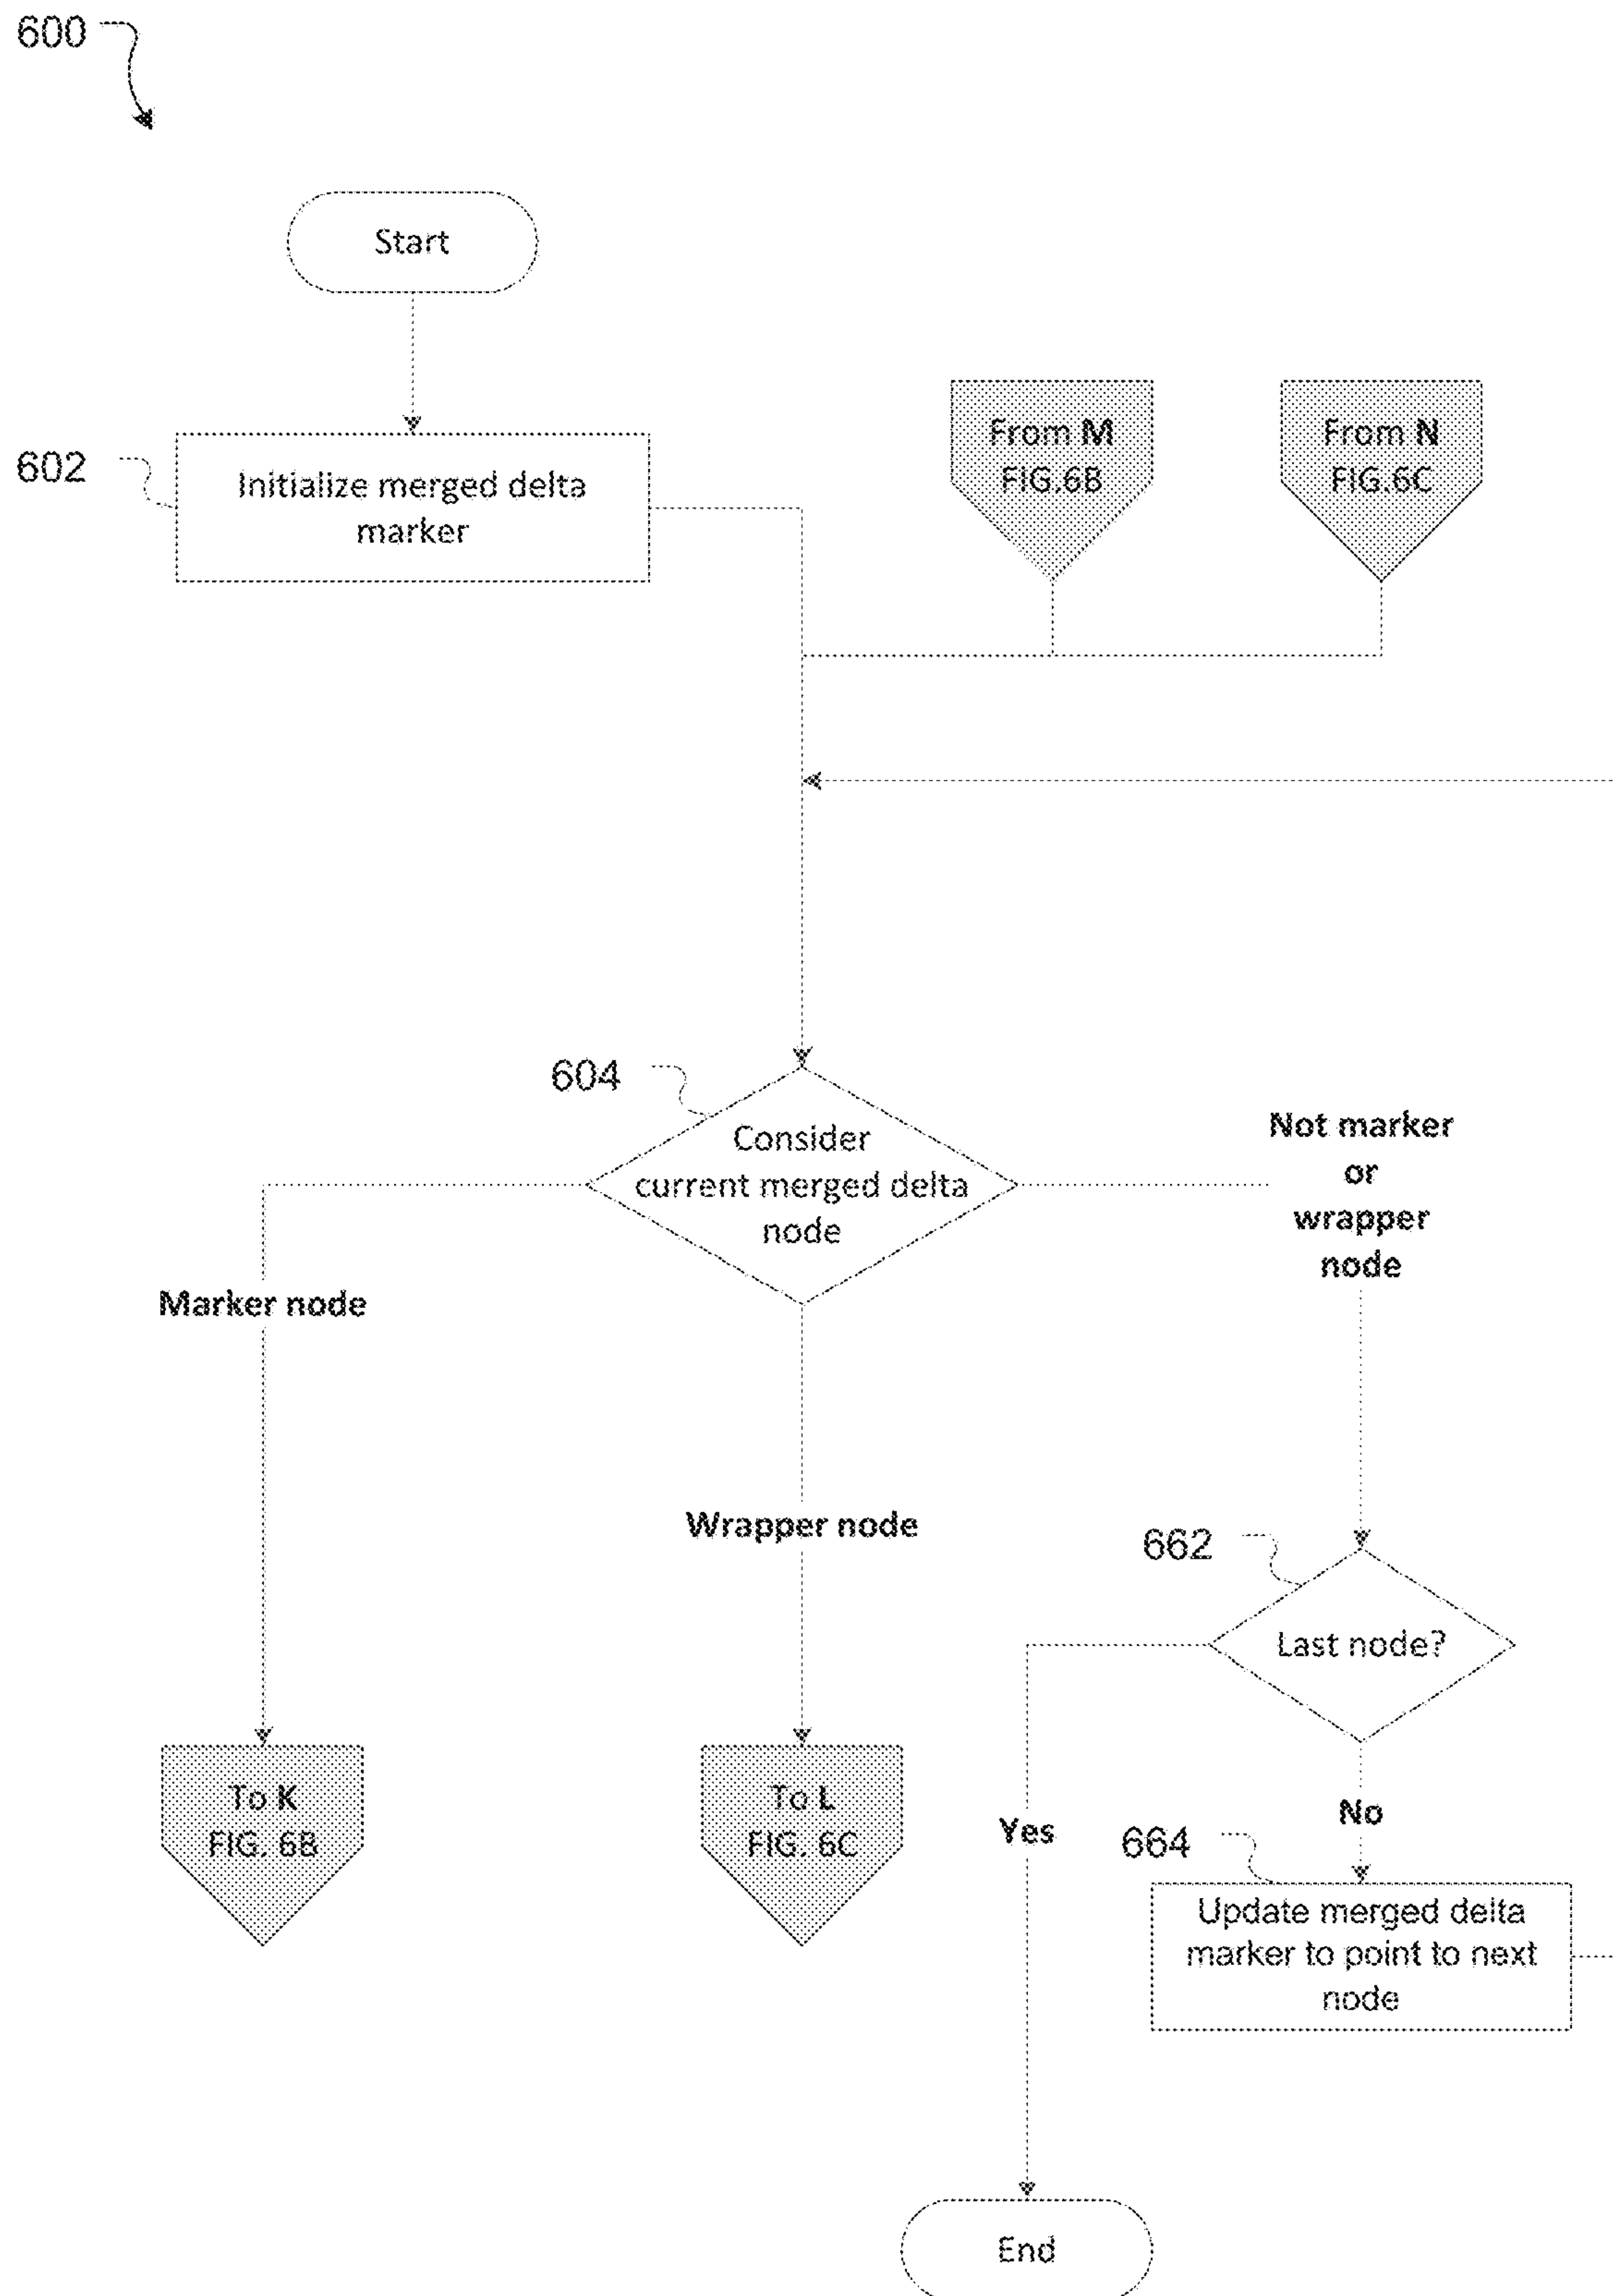 600
Start
602
Initialize merged delta
marker
From M
FIG.6B
From N
FIG.6C
604
Consider
current merged delta
node
Not marker
or
wrapper
node
Marker node
Wrapper node
662
Last node?
To K
FIG. 6B
To L
FIG. 6C
Yes
No
664
Update merged delta
marker to point to next
node
End